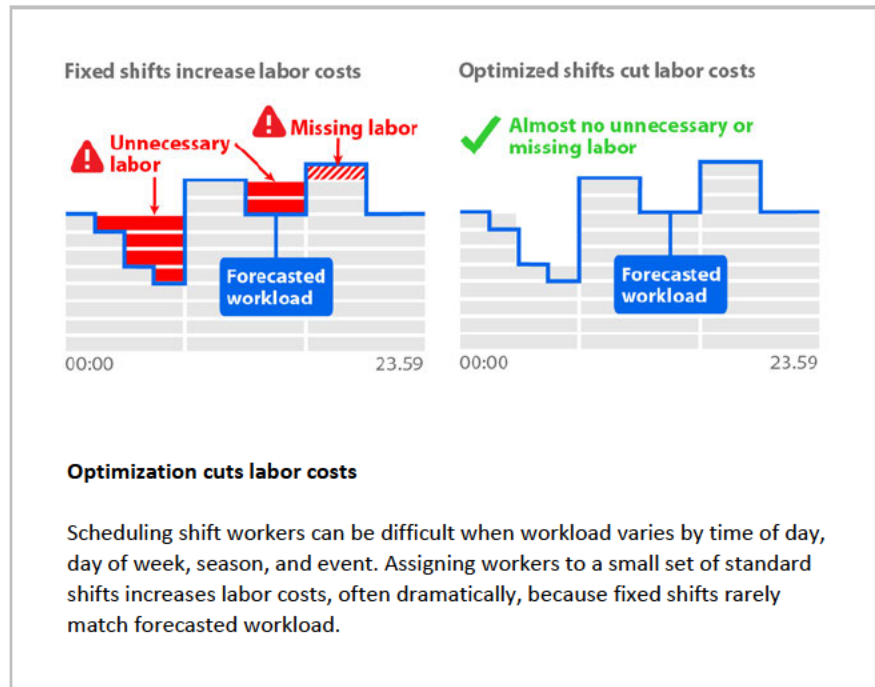 Fixed shifts increase labor costs
Missing labor
Unnecessary
labor
Forecasted
workload
00:00
23.59
Optimized shifts cut labor costs
Almost no unnecessary or
missing labor
Forecasted
workload
00:00
23.59
Optimization cuts labor costs
Scheduling shift workers can be difficult when workload varies by time of day,
day of week, season, and event. Assigning workers to a small set of standard
shifts increases labor costs, often dramatically, because fixed shifts rarely
match forecasted workload.